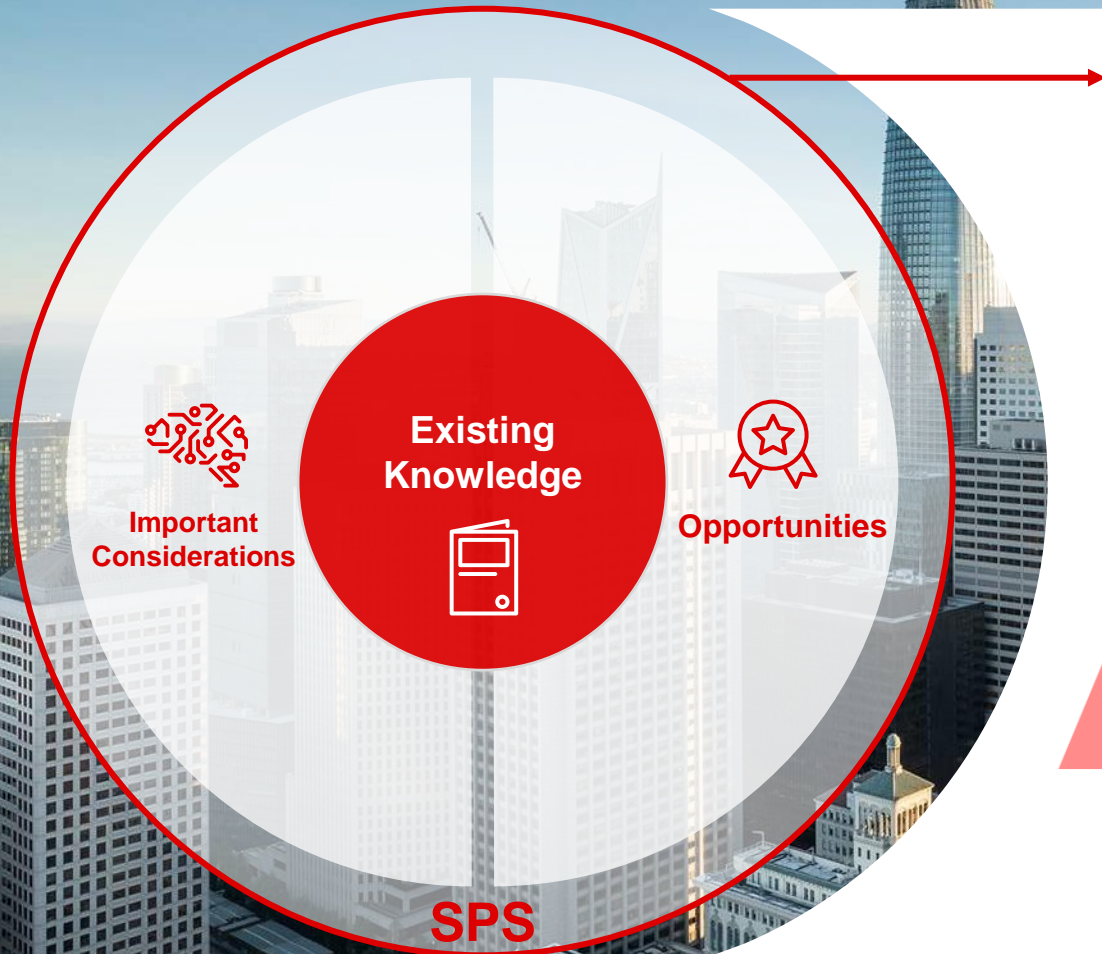 Existing
Knowledge
Important
Considerations
Opportunities
SPS